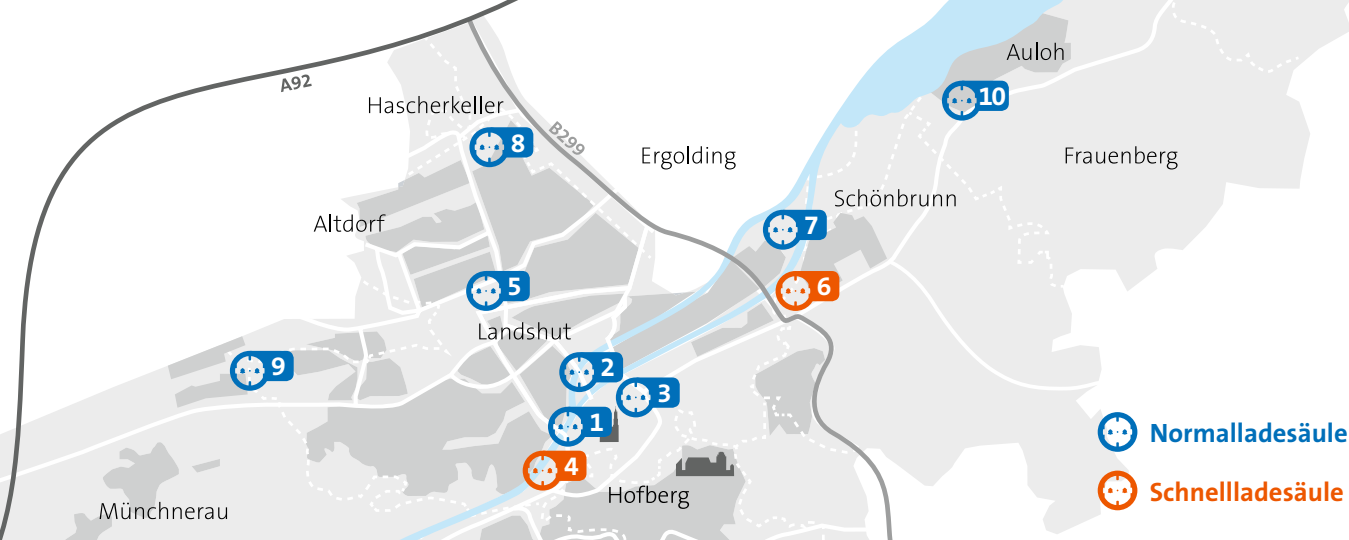 Auloh
A92
10
Hascherkeller
B299
8
Ergolding
Frauenberg
Schönbrunn
Altdorf
7
5
6
Landshut
9
2
3
1
Normalladesäule
4
Hofberg
Schnellladesäule
Münchnerau